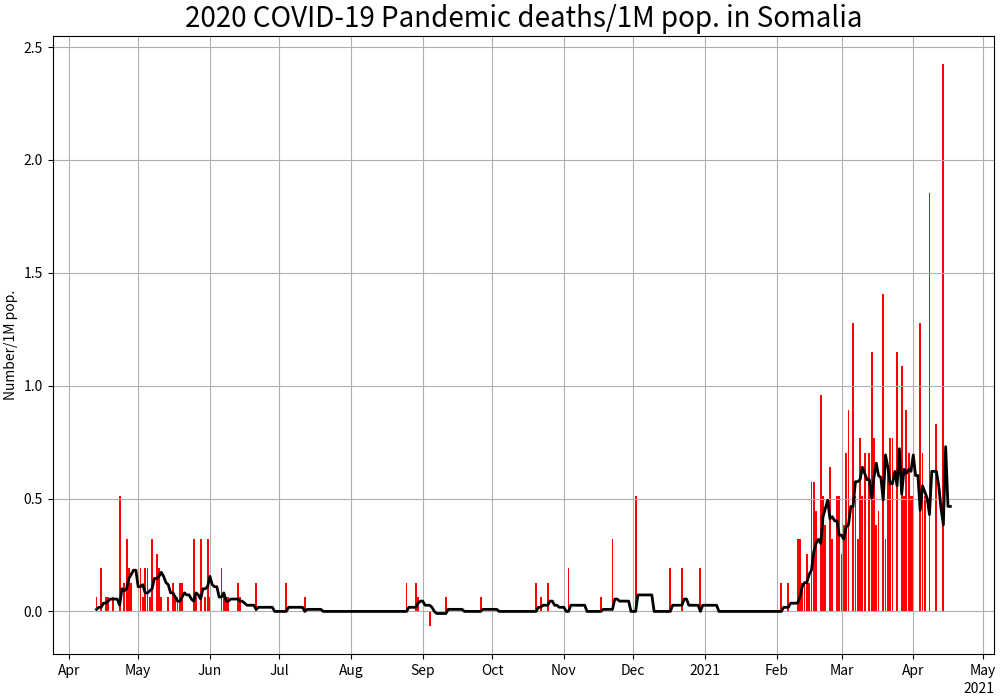 2020 COVID-19 Pandemic deaths/1M pop. in Somalia
Number/1M pop.
2.5
2.0
1.5
1.0
0.5
0.0
Apr May Jun Jul Aug Sep Oct Nov Dec 2021 Feb Mar Apr May
2021